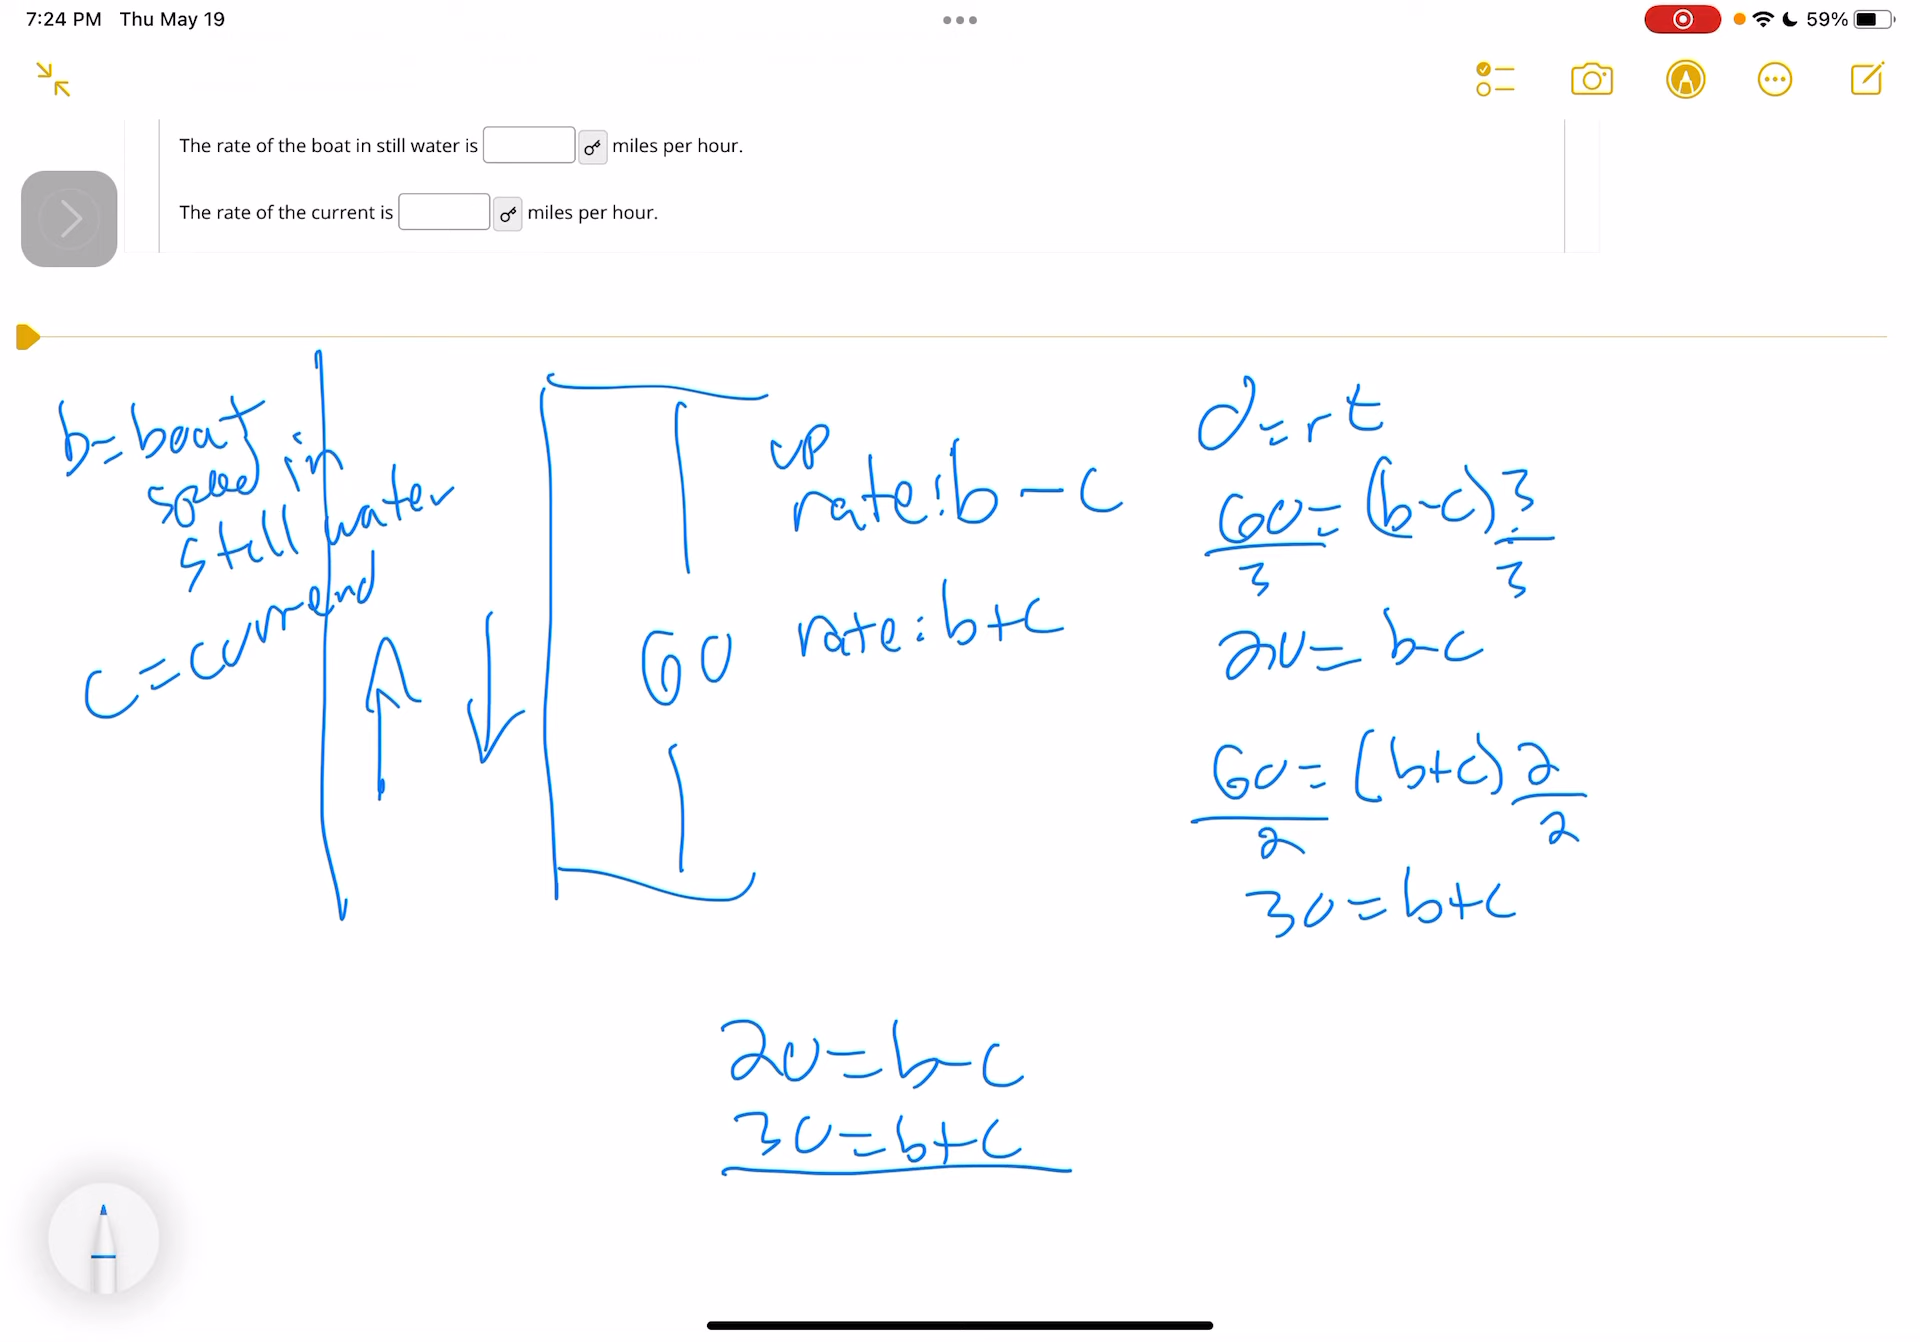 7:24 PM Thu May 19
59%
The rate of the boat in still water is miles per hour.
The rate of the current is miles per hour.
b=boat
speed in
still water
c=currend
60
up
rate: b-c
rate: b+c
d=rt
60=(b-c)3
3 3
20=b-c
60=(b+c)2
2 2
30=b+c
20=b-c
30=b+c